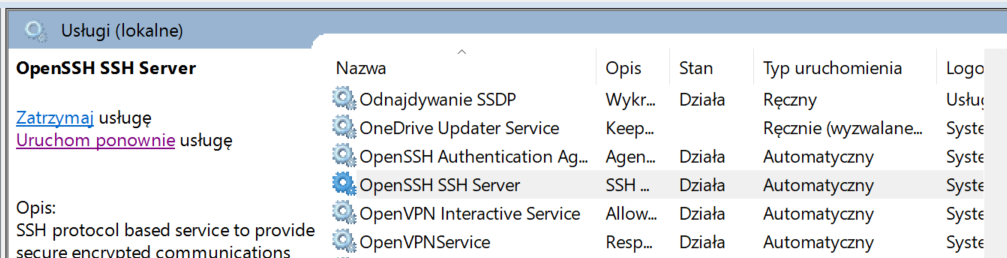 Usługi (lokalne)
OpenSSH SSH Server
Zatrzymaj usługę
Uruchom ponownie usługę
Opis:
SSH protocol based service to provide
secure encrypted communications
Nazwa Opis Stan Typ uruchomienia Logo
Odnajdywanie SSDP Wykr... Działa Ręczny Usług
OneDrive Updater Service Keep... Ręcznie (wyzwalane... Syste
OpenSSH Authentication Ag... Agen... Działa Automatyczny Syste
OpenSSH SSH Server SSH ... Działa Automatyczny Syste
OpenVPN Interactive Service Allow... Działa Automatyczny Syste
OpenVPNService Resp... Działa Automatyczny Syste